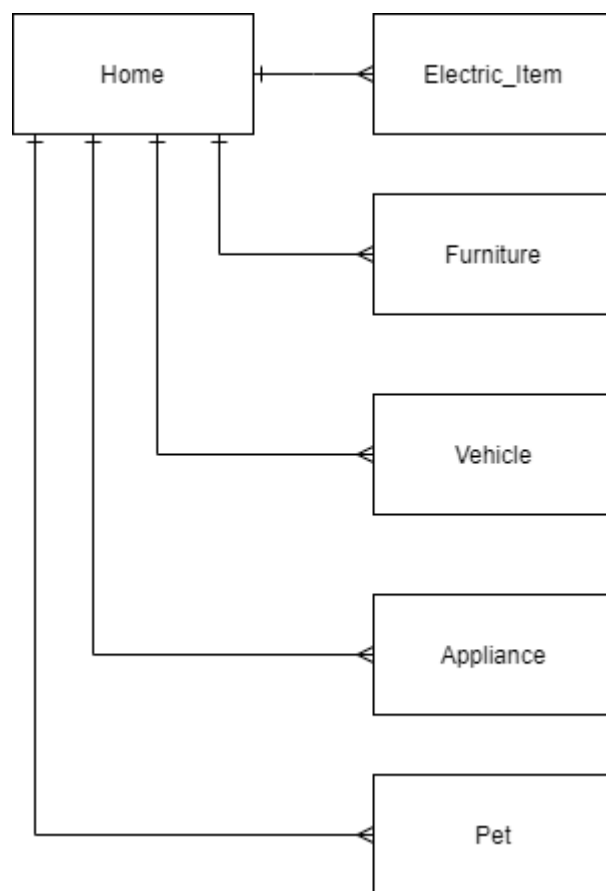 Home
Electric_Item
Furniture
Vehicle
Appliance
Pet